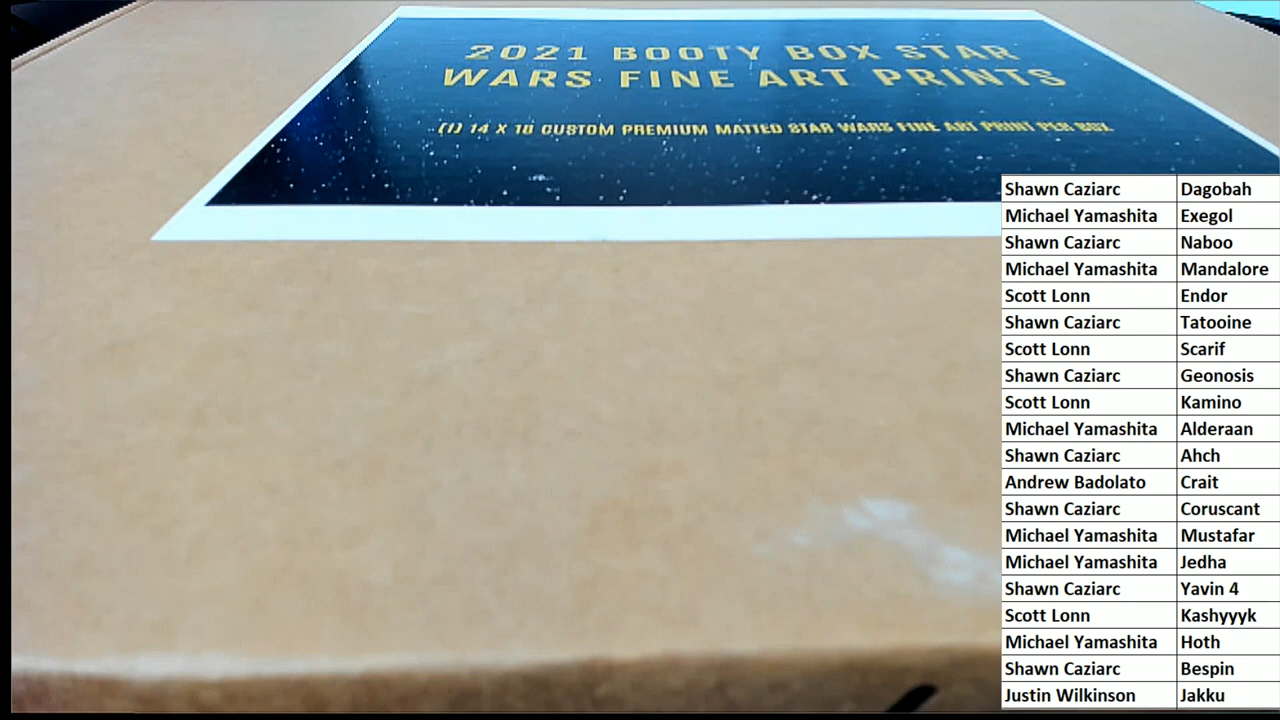 2021 BOOTY BOX STAR
WARS FINE ART PRINTS
(1) 14 X 18 CUSTOM PREMIUM MATTED STAR WARS FINE ART PRINT PER BOX
Shawn Caziarc Dagobah
Michael Yamashita Exegol
Shawn Caziarc Naboo
Michael Yamashita Mandalore
Scott Lonn Endor
Shawn Caziarc Tatooine
Scott Lonn Scarif
Shawn Caziarc Geonosis
Scott Lonn Kamino
Michael Yamashita Alderaan
Shawn Caziarc Ahch
Andrew Badolato Crait
Shawn Caziarc Coruscant
Michael Yamashita Mustafar
Michael Yamashita Jedha
Shawn Caziarc Yavin 4
Scott Lonn Kashyyyk
Michael Yamashita Hoth
Shawn Caziarc Bespin
Justin Wilkinson Jakku